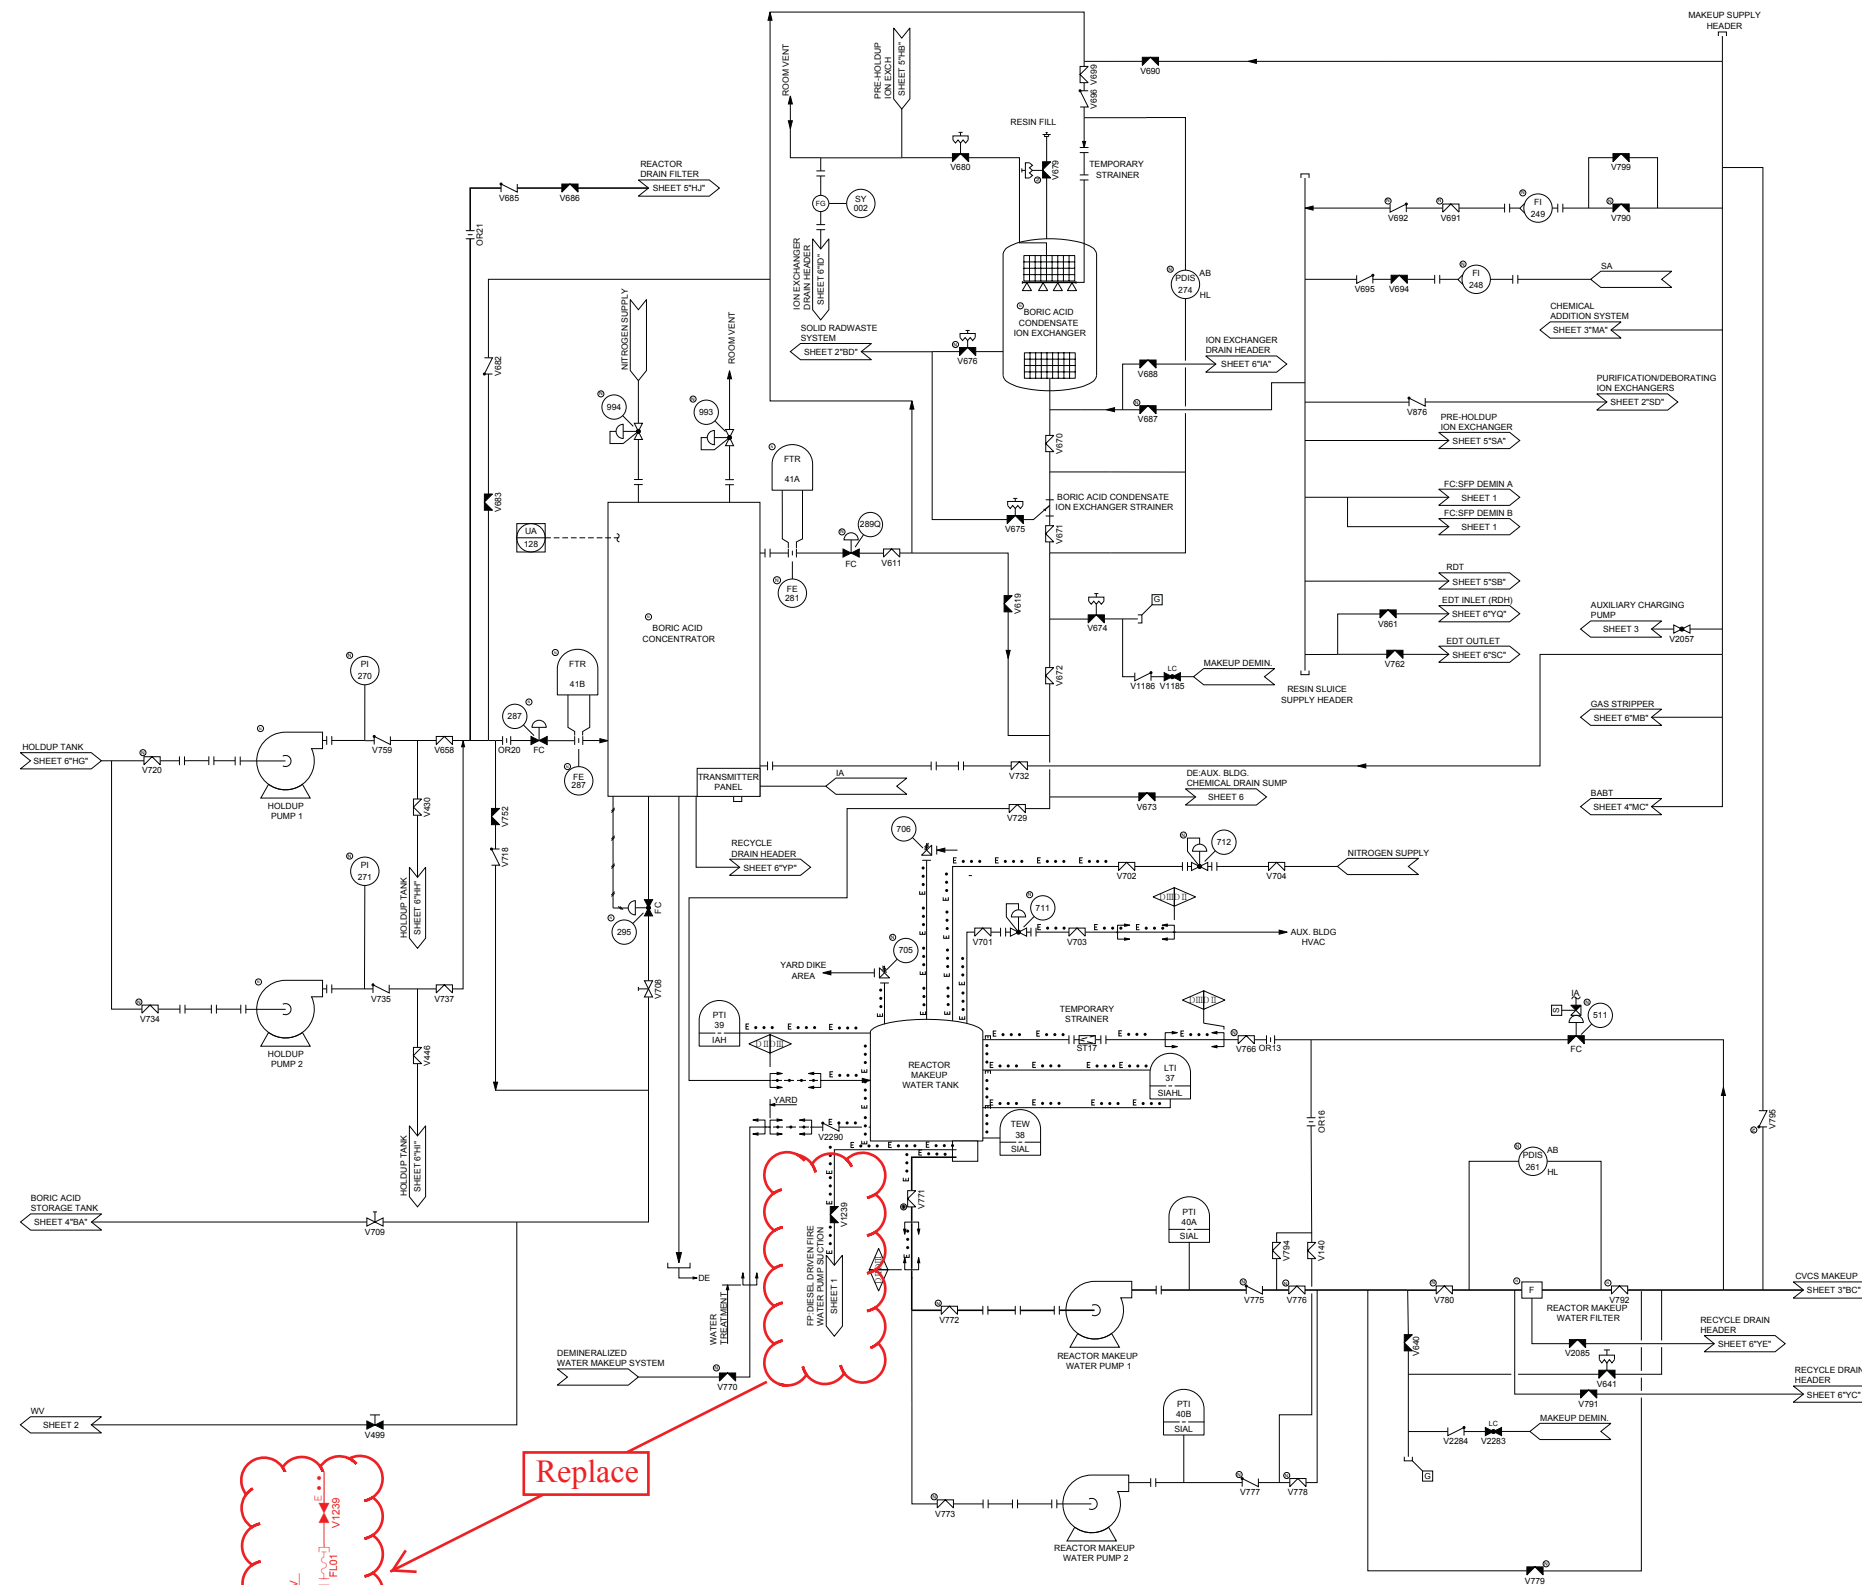 MAKEUP SUPPLY
HEADER
ROOM VENT
PRE-HOLDUP
ION EXCH
SHEET 5"HB"
V699
V696
V690
RESIN FILL
V680
V679
TEMPORARY
STRAINER
V799
REACTOR
DRAIN FILTER
SHEET 5"HJ"
V685
V686
FG
SY
002
V692
V691
FI
249
V790
OR21
ION EXCHANGER
DRAIN HEADER
SHEET 6"ID"
PDIS
274
AB
HL
V695
V694
FI
248
SA
NITROGEN SUPPLY
ROOM VENT
BORIC ACID
CONDENSATE
ION EXCHANGER
CHEMICAL
ADDITION SYSTEM
SHEET 3"MA"
SOLID RADWASTE
SYSTEM
SHEET 2"BD"
V676
ION EXCHANGER
DRAIN HEADER
SHEET 6"IA"
V688
V682
PURIFICATION/DEBORATING
ION EXCHANGERS
SHEET 2"SD"
V876
994
993
V687
PRE-HOLDUP
ION EXCHANGER
SHEET 5"SA"
V670
FTR
41A
FC:SFP DEMIN A
SHEET 1
FC:SFP DEMIN B
SHEET 1
V683
BORIC ACID CONDENSATE
ION EXCHANGER STRAINER
V675
V671
UA
128
289Q
FC
V611
FE
281
RDT
SHEET 5"SB"
V619
V674
G
EDT INLET (RDH)
SHEET 6"YQ"
V861
AUXILIARY CHARGING
PUMP
SHEET 3
V2057
BORIC ACID
CONCENTRATOR
EDT OUTLET
SHEET 6"SC"
V762
FTR
41B
PI
270
V672
V1186
LC
V1185
MAKEUP DEMIN.
RESIN SLUICE
SUPPLY HEADER
GAS STRIPPER
SHEET 6"MB"
287
HOLDUP TANK
SHEET 6"HG"
V720
V759
V658
OR20
FC
FE
287
TRANSMITTER
PANEL
IA
V732
DE:AUX. BLDG.
CHEMICAL DRAIN SUMP
SHEET 6
V673
BABT
SHEET 4"MC"
HOLDUP
PUMP 1
V430
V752
V729
V718
RECYCLE
DRAIN HEADER
SHEET 6"YP"
706
712
V702
V704
NITROGEN SUPPLY
PI
271
HOLDUP TANK
SHEET 6"HH"
FC
295
711
V701
V703
AUX. BLDG
HVAC
705
YARD DIKE
AREA
V734
V735
V737
V708
HOLDUP
PUMP 2
V446
PTI
39
IAH
TEMPORARY
STRAINER
ST17
V766
OR13
IA
S
511
FC
REACTOR
MAKEUP
WATER TANK
LTI
37
SIAHL
YARD
V2290
TEW
38
SIAL
OR16
V795
HOLDUP TANK
SHEET 6"HI"
PDIS
261
AB
HL
BORIC ACID
STORAGE TANK
SHEET 4"BA"
V709
FP:DIESEL DRIVEN FIRE
WATER PUMP SUCTION
SHEET 1
V1239
V771
PTI
40A
SIAL
V794
V140
DE
WATER
TREATMENT
V772
V775
V776
V780
F
V792
CVCS MAKEUP
SHEET 3"BC"
REACTOR MAKEUP
WATER FILTER
RECYCLE DRAIN
HEADER
SHEET 6"YE"
V2085
V640
REACTOR MAKEUP
WATER PUMP 1
DEMINERALIZED
WATER MAKEUP SYSTEM
V770
V641
RECYCLE DRAIN
HEADER
SHEET 6"YC"
V791
WV
SHEET 2
V499
PTI
40B
SIAL
V2284
LC
V2283
MAKEUP DEMIN.
G
Replace
V1239
FL01
V773
V777
V778
REACTOR MAKEUP
WATER PUMP 2
V779